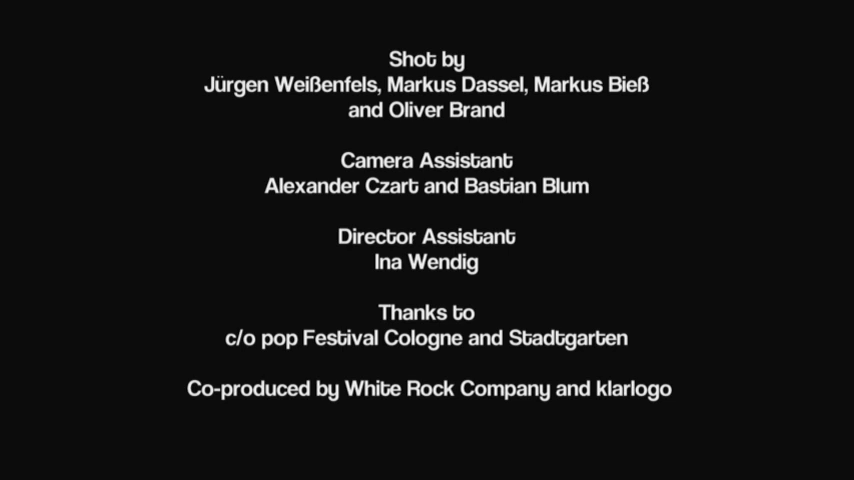 Shot by
Jürgen Weißenfels, Markus Dassel, Markus Bieß
and Oliver Brand
Camera Assistant
Alexander Czart and Bastian Blum
Director Assistant
Ina Wendig
Thanks to
c/o pop Festival Cologne and Stadtgarten
Co-produced by White Rock Company and klarlogo